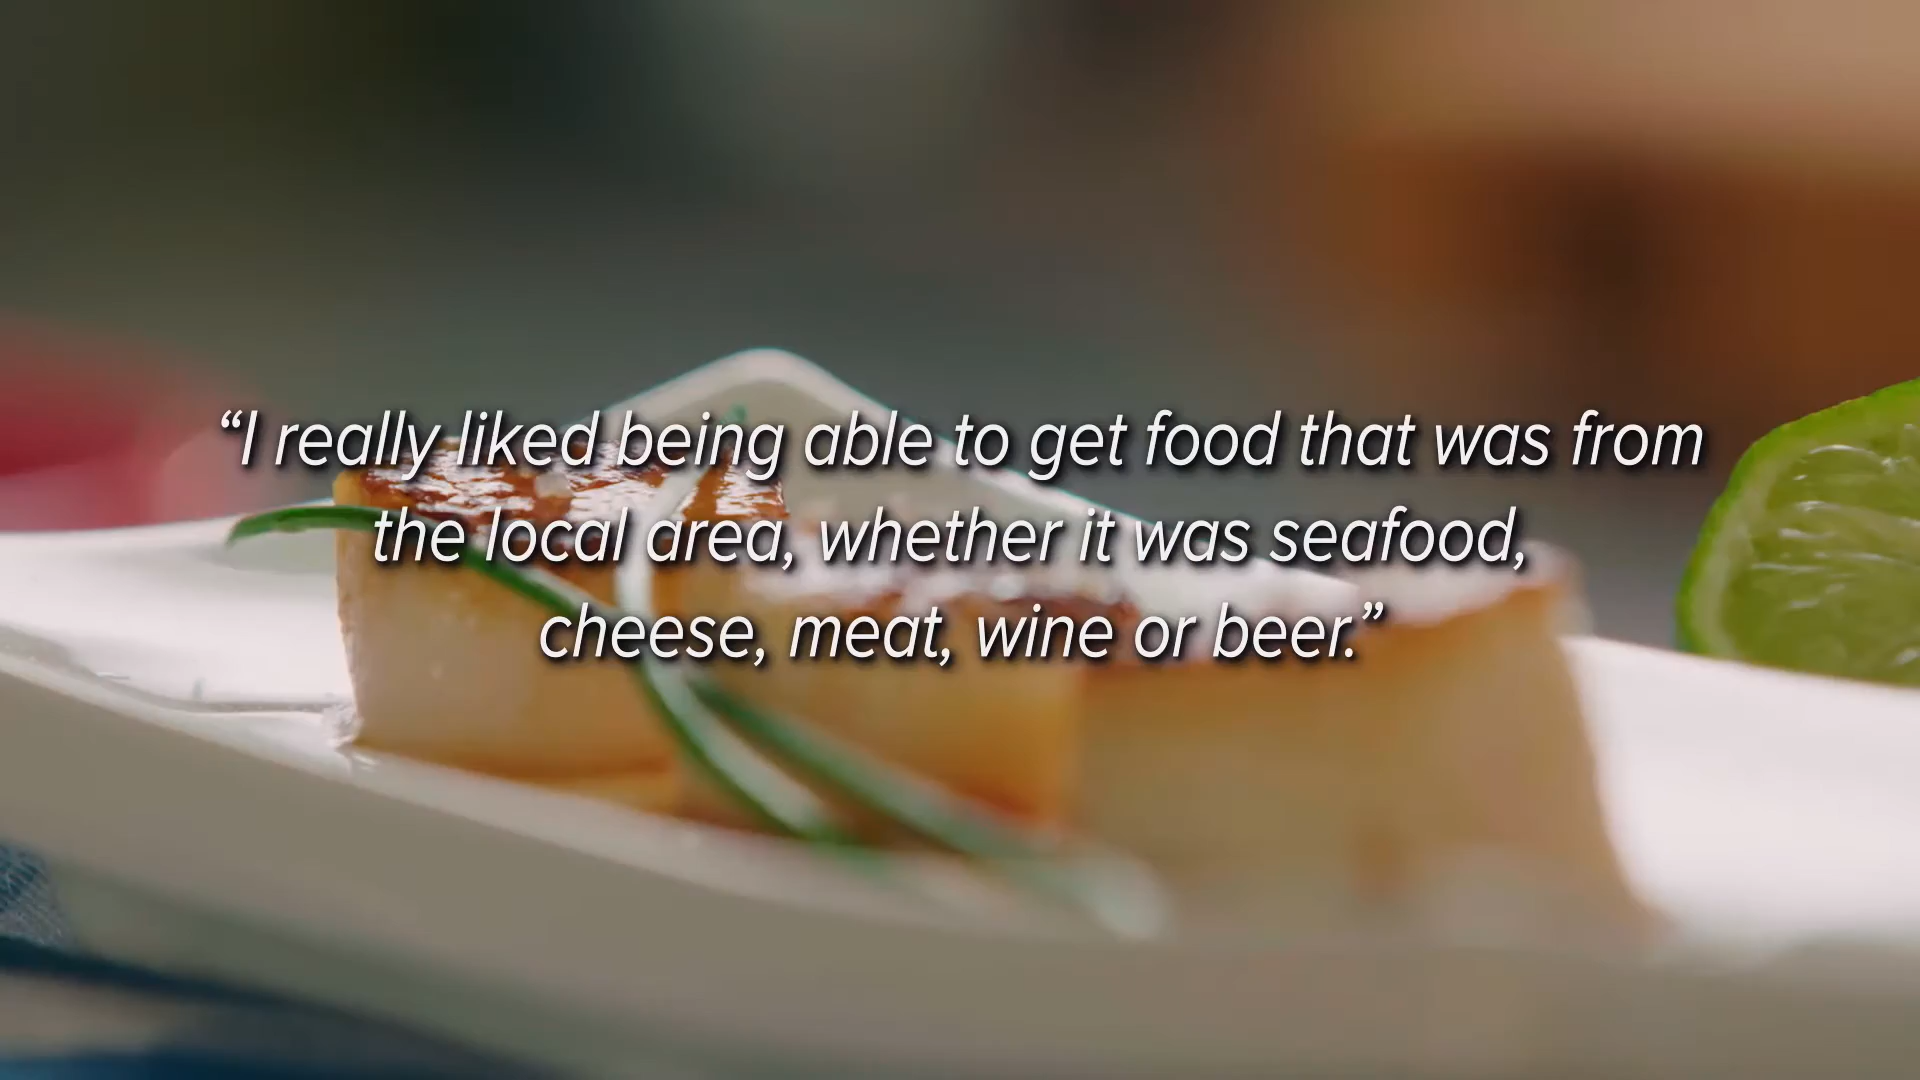 “I really liked being able to get food that was from
the local area, whether it was seafood,
cheese, meat, wine or beer.”